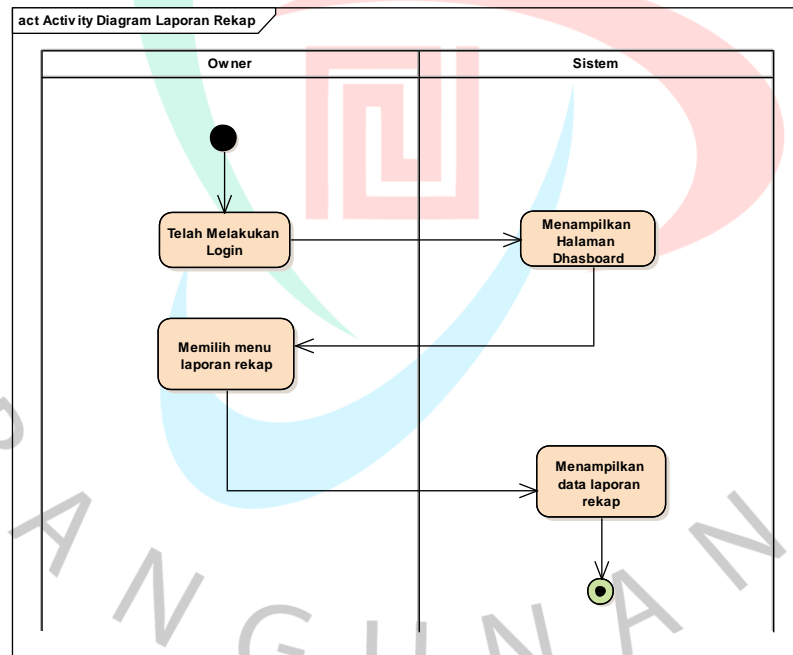 act Activity Diagram Laporan Rekap
Owner
Sistem
Telah Melakukan
Login
Menampilkan
Halaman
Dhasboard
Memilih menu
laporan rekap
Menampilkan
data laporan
rekap
PANGUNAN